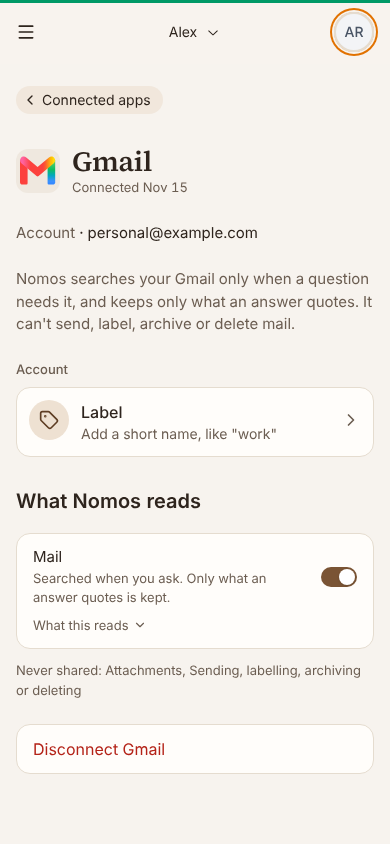 Alex
AR
Connected apps
Gmail
Connected Nov 15
Account · personal@example.com
Nomos searches your Gmail only when a question
needs it, and keeps only what an answer quotes. It
can't send, label, archive or delete mail.
Account
Label
Add a short name, like "work"
What Nomos reads
Mail
Searched when you ask. Only what an
answer quotes is kept.
What this reads
Never shared: Attachments, Sending, labelling, archiving
or deleting
Disconnect Gmail